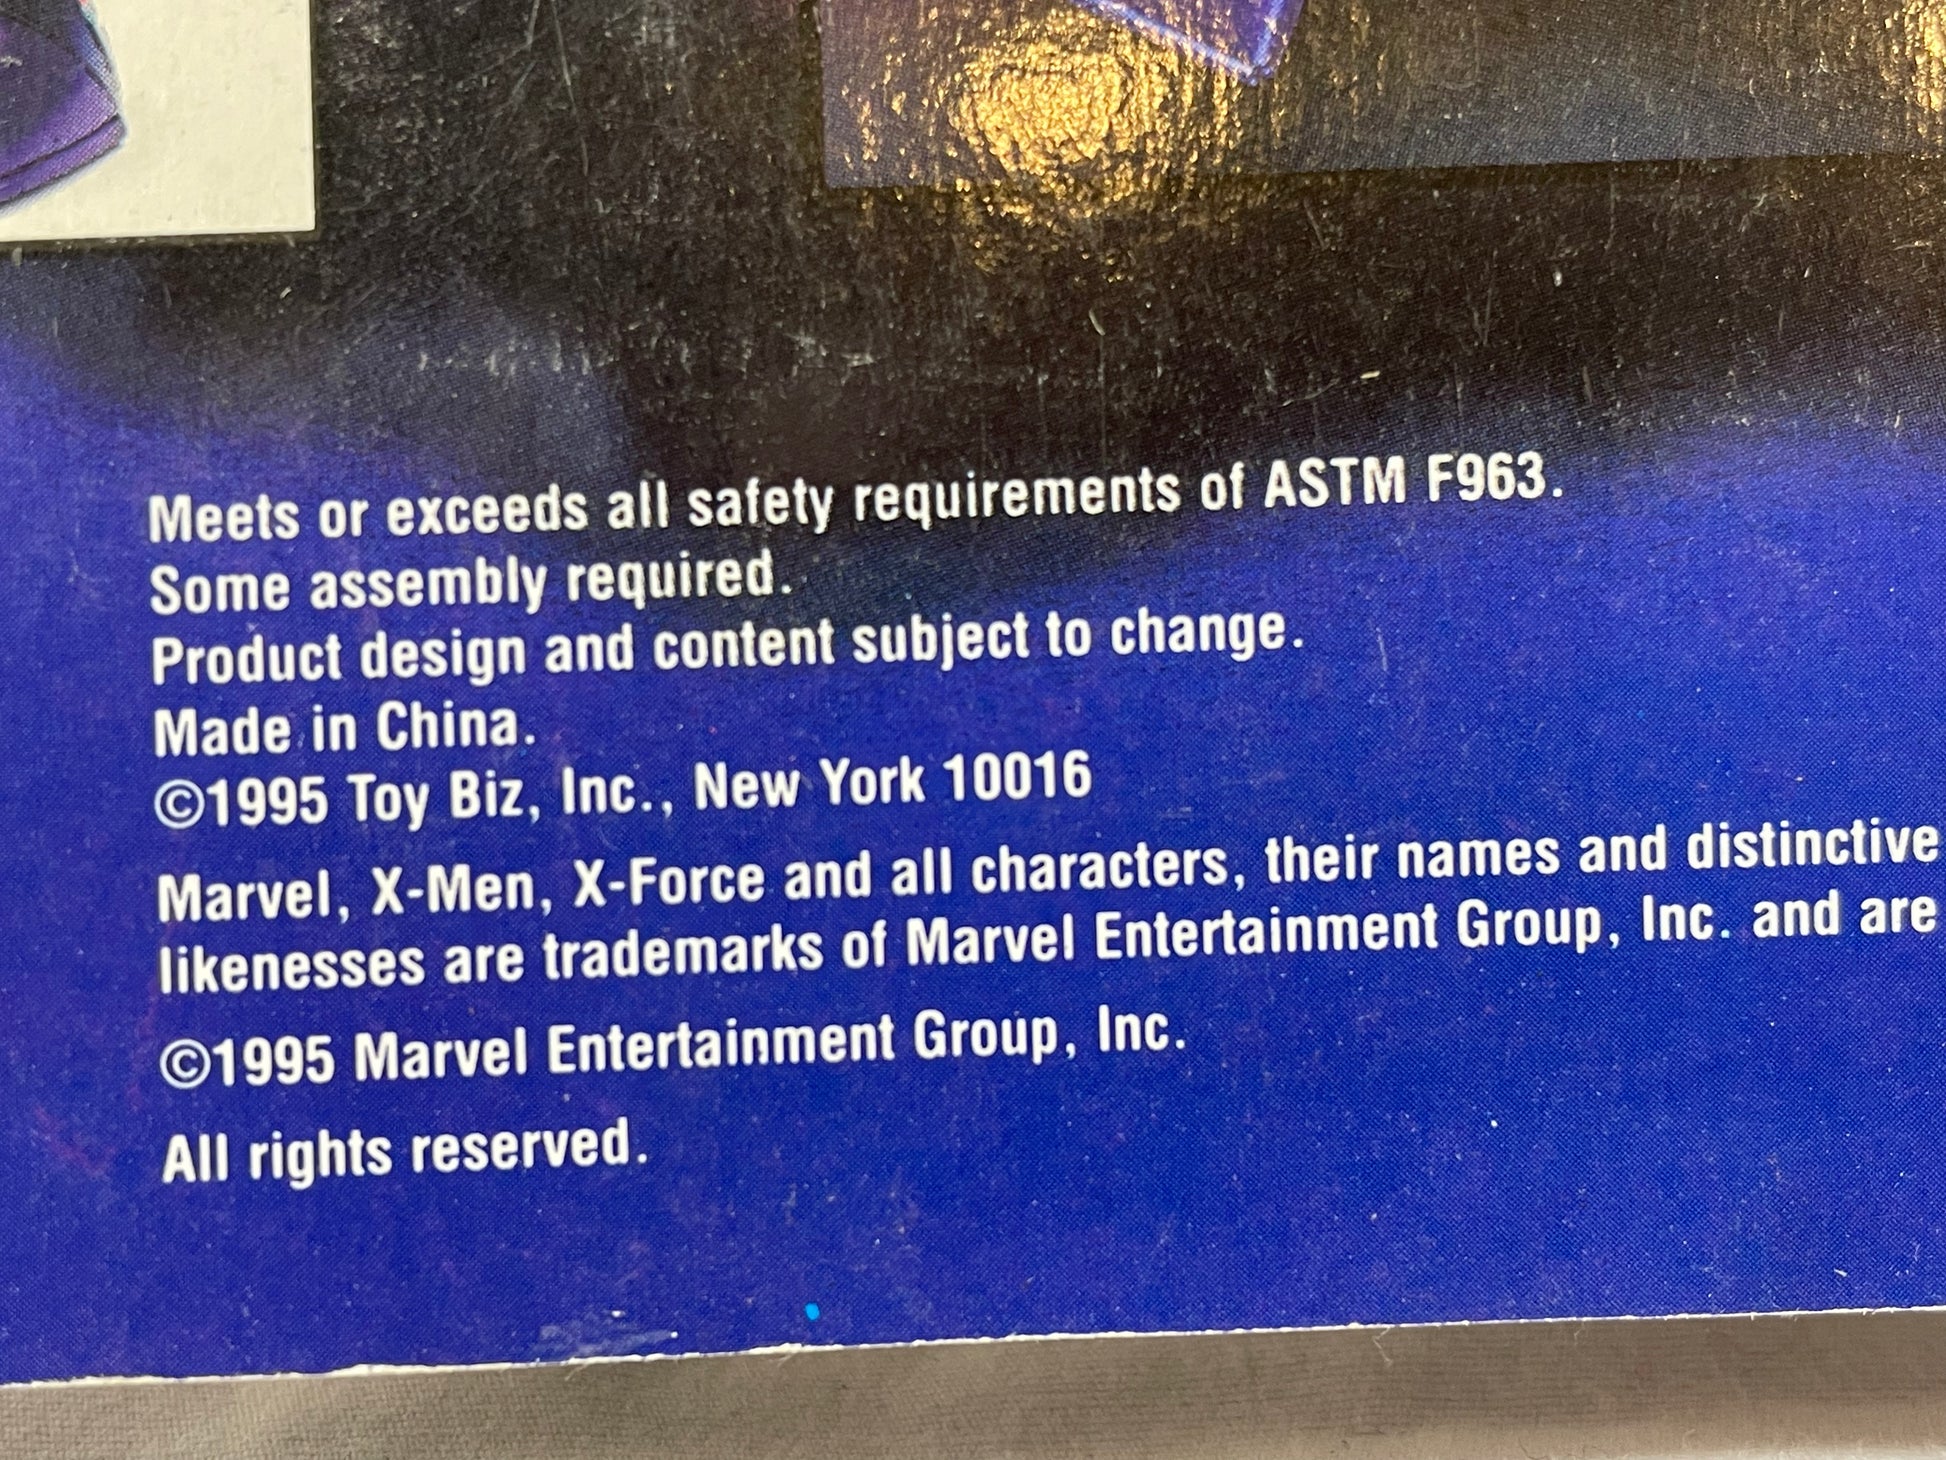 Meets or exceeds all safety requirements of ASTM F963.
Some assembly required.
Product design and content subject to change.
Made in China.
©1995 Toy Biz, Inc., New York 10016
Marvel, X-Men, X-Force and all characters, their names and distinctive
likenesses are trademarks of Marvel Entertainment Group, Inc. and are
©1995 Marvel Entertainment Group, Inc.
All rights reserved.